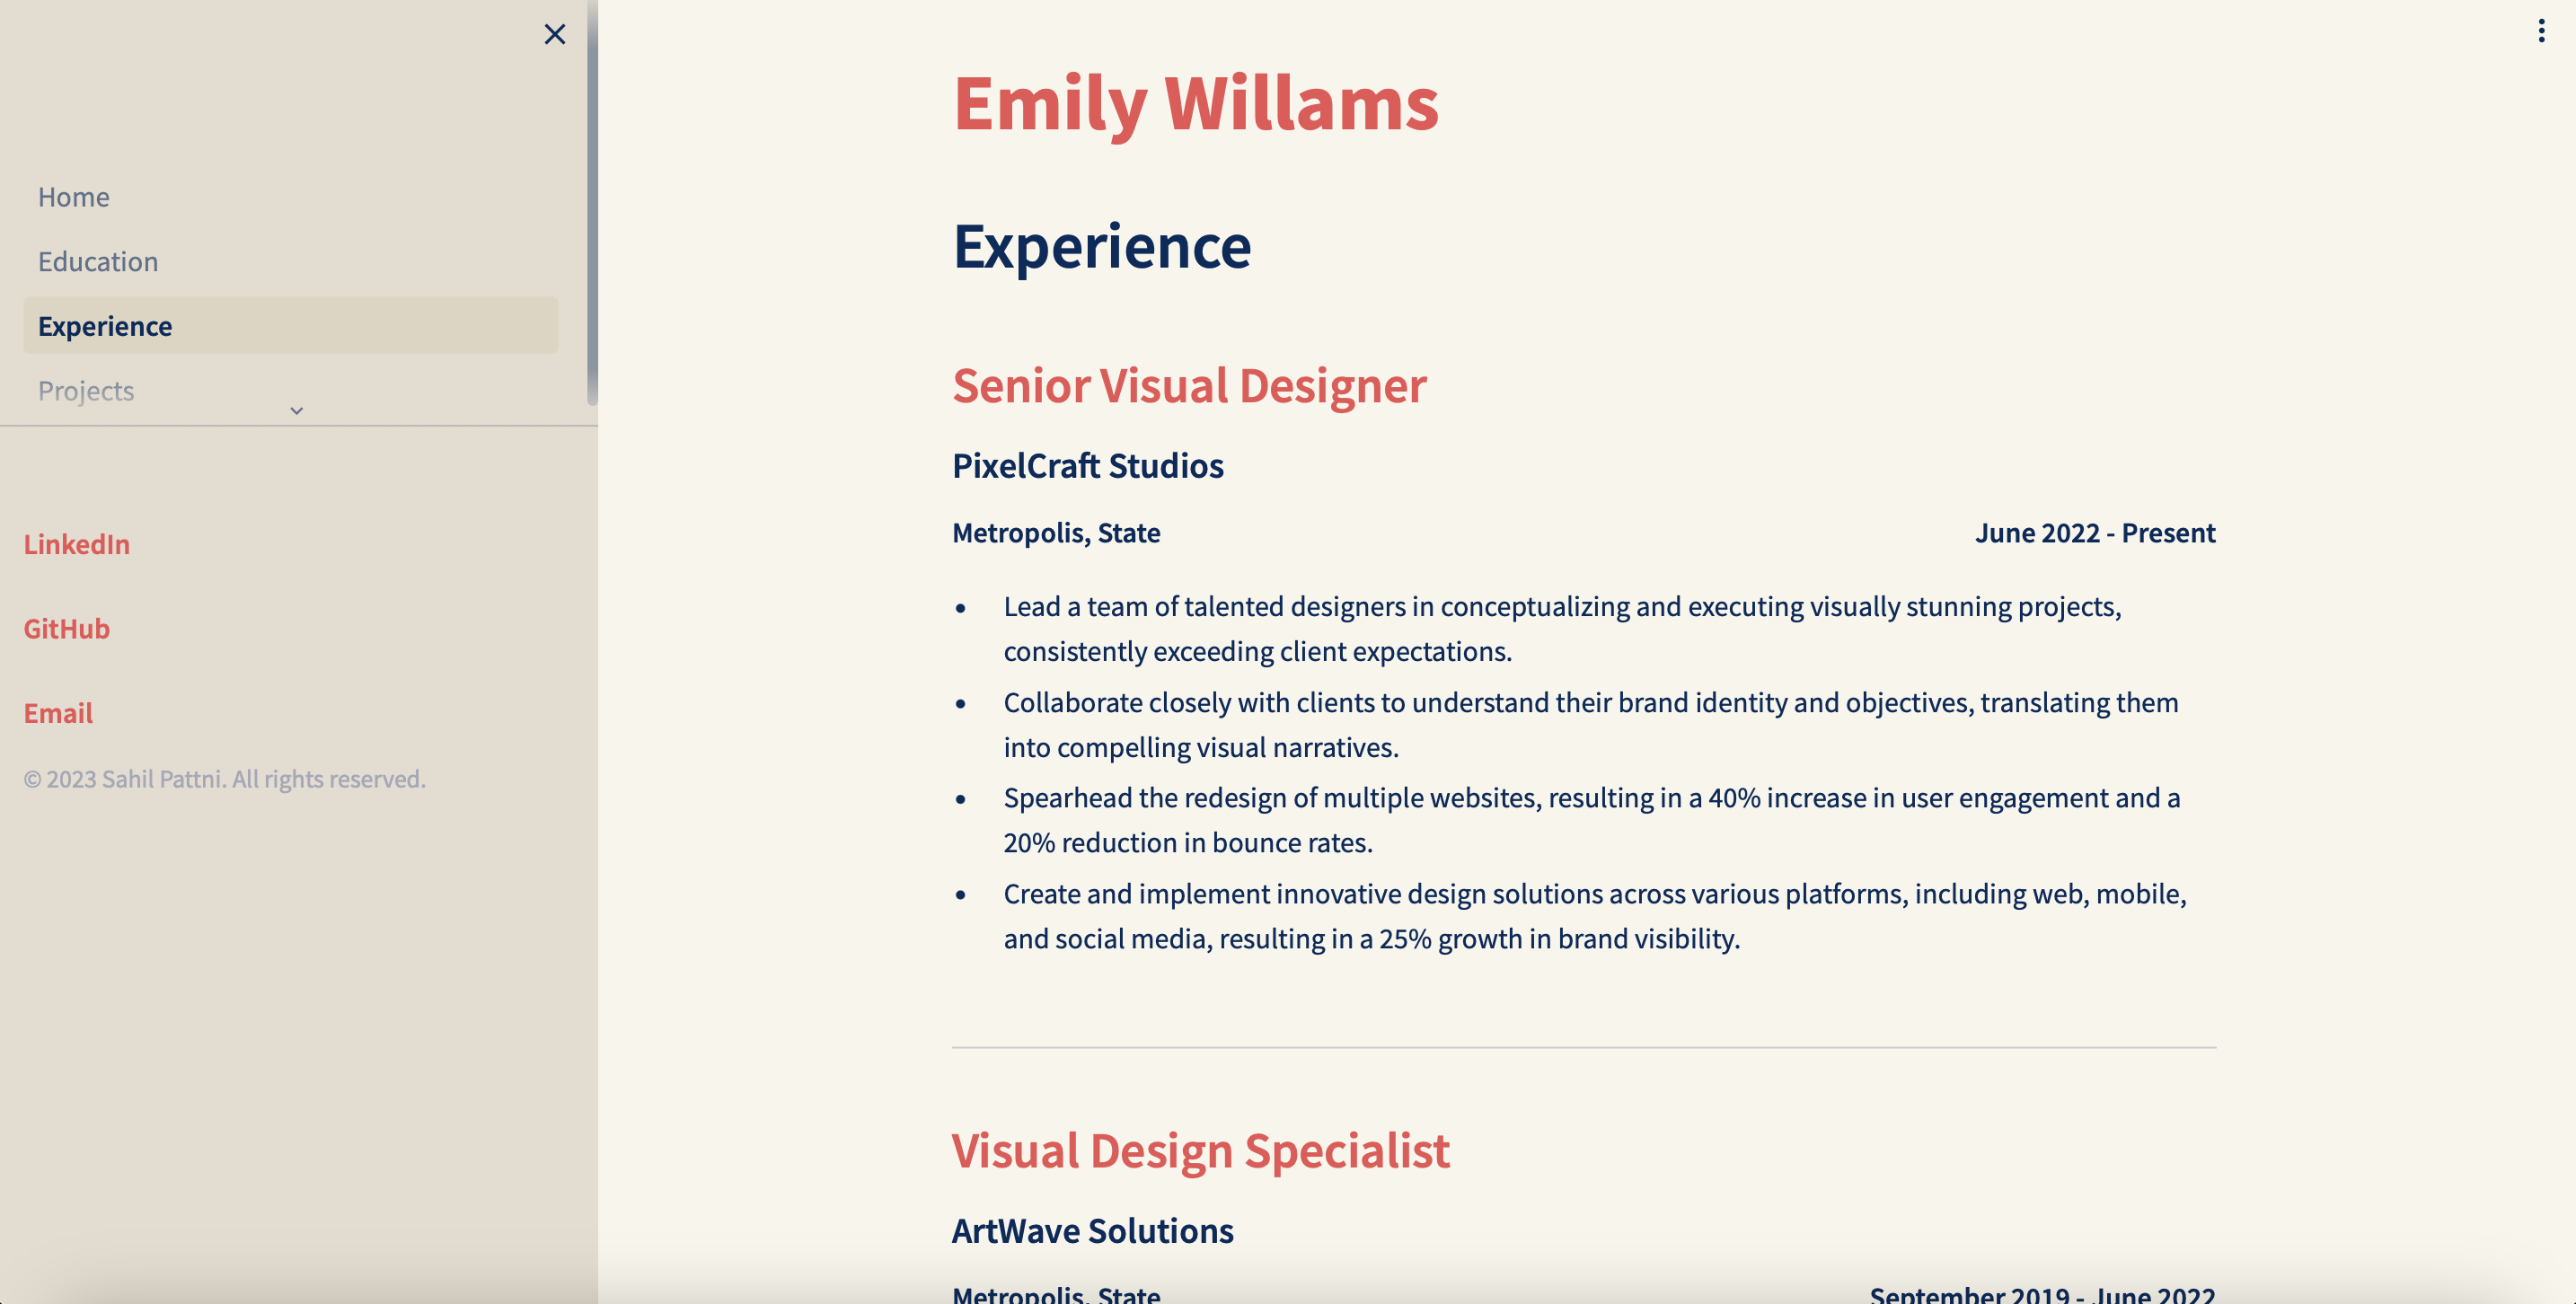 Home
Education
Experience
Projects
LinkedIn
GitHub
Email
© 2023 Sahil Pattni. All rights reserved.
Emily Willams
Experience
Senior Visual Designer
PixelCraft Studios
Metropolis, State
June 2022 - Present
• Lead a team of talented designers in conceptualizing and executing visually stunning projects,
consistently exceeding client expectations.
• Collaborate closely with clients to understand their brand identity and objectives, translating them
into compelling visual narratives.
• Spearhead the redesign of multiple websites, resulting in a 40% increase in user engagement and a
20% reduction in bounce rates.
• Create and implement innovative design solutions across various platforms, including web, mobile,
and social media, resulting in a 25% growth in brand visibility.
Visual Design Specialist
ArtWave Solutions
Metropolis, State
September 2019 - June 2022